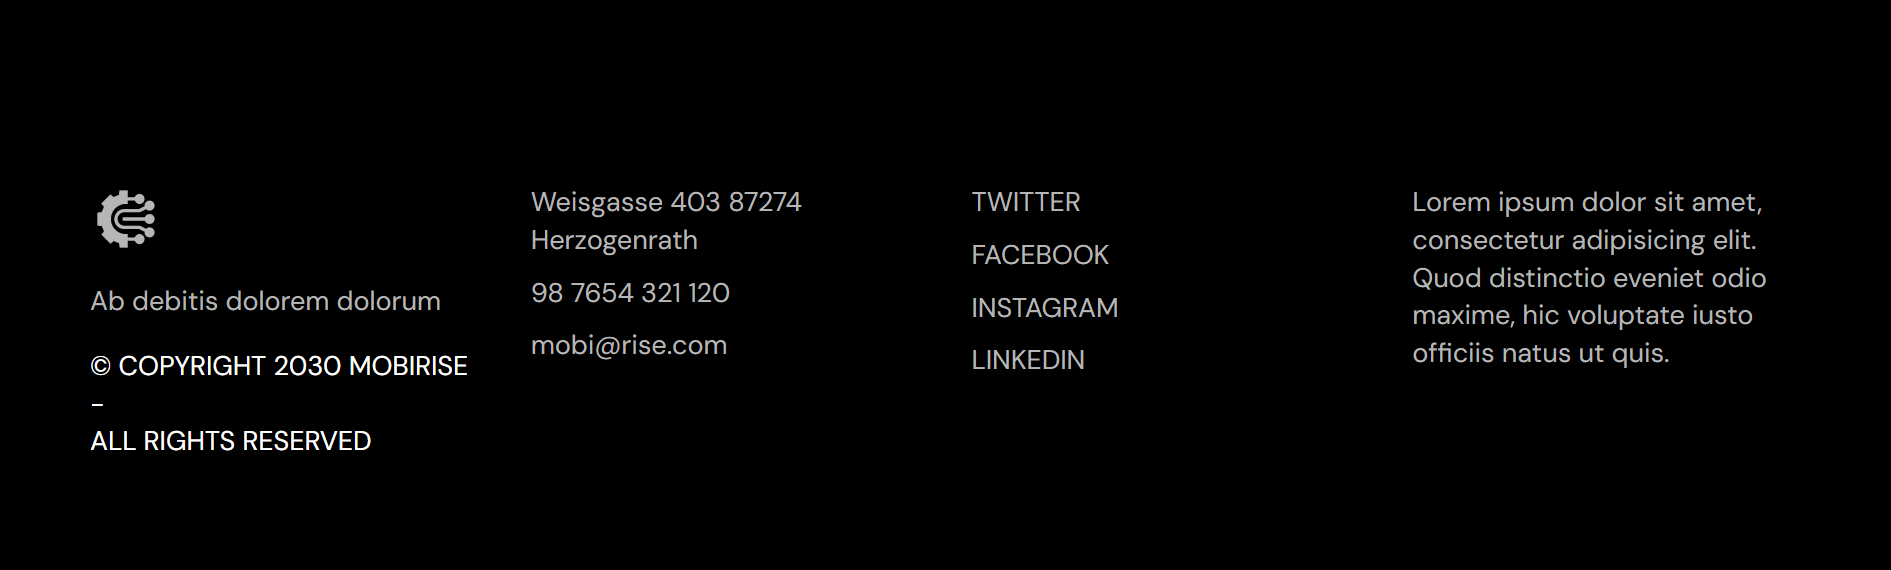 Ab debitis dolorem dolorum
© COPYRIGHT 2030 MOBIRISE
-
ALL RIGHTS RESERVED
Weisgasse 403 87274
Herzogenrath
98 7654 321 120
mobi@rise.com
TWITTER
FACEBOOK
INSTAGRAM
LINKEDIN
Lorem ipsum dolor sit amet,
consectetur adipisicing elit.
Quod distinctio eveniet odio
maxime, hic voluptate iusto
officiis natus ut quis.